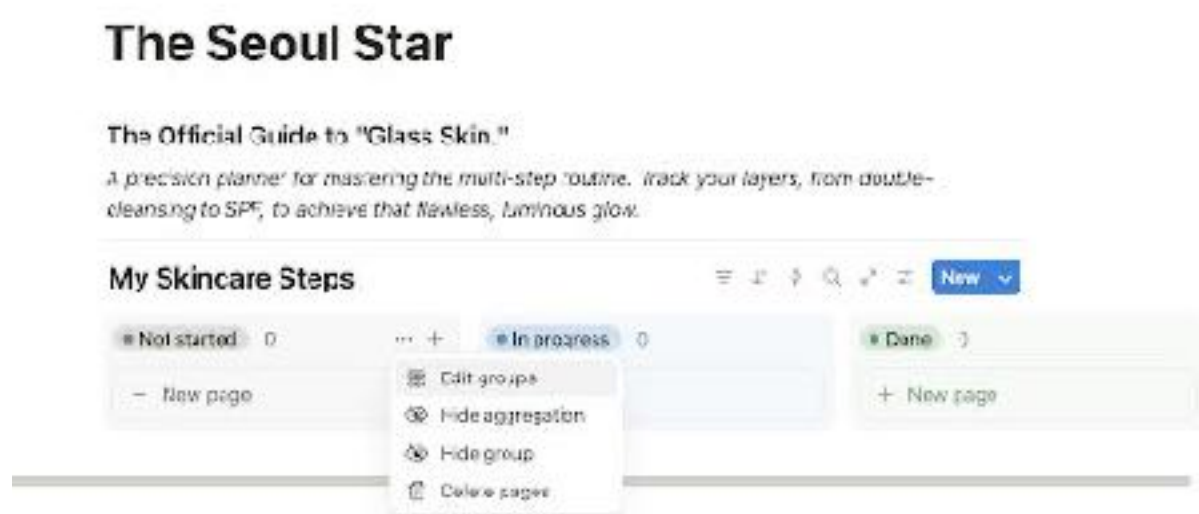 The Seoul Star
The Official Guide to "Glass Skin."
A precision planner for mastering the multi-step routine. Track your layers, from double-
cleansing to SPF, to achieve that flawless, luminous glow.
My Skincare Steps
New
Not started 0
In progress 0
Done 0
New page
+ New page
Edit groups
Hide aggregation
Hide group
Delete pages